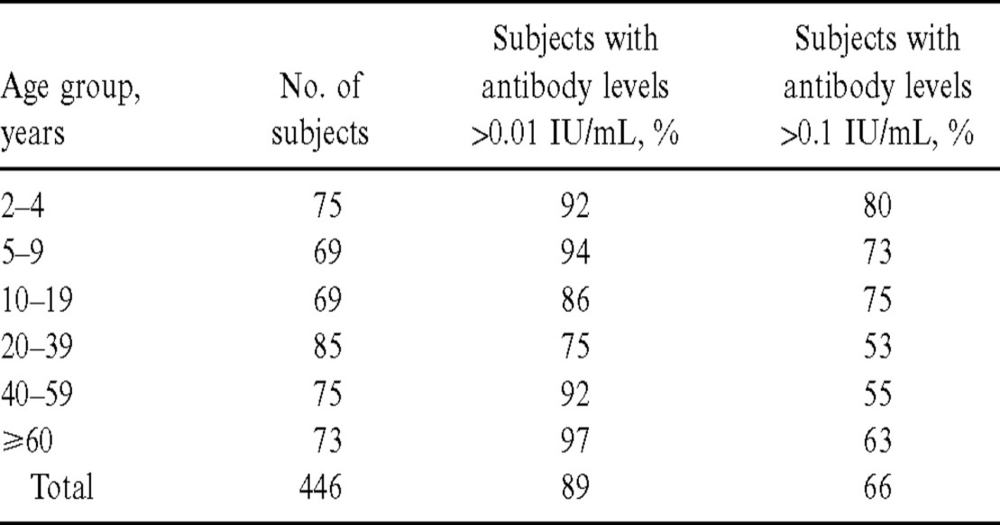 Age group, years No. of subjects Subjects with antibody levels >0.01 IU/mL, % Subjects with antibody levels >0.1 IU/mL, %
2–4 75 92 80
5–9 69 94 73
10–19 69 86 75
20–39 85 75 53
40–59 75 92 55
⩾60 73 97 63
Total 446 89 66